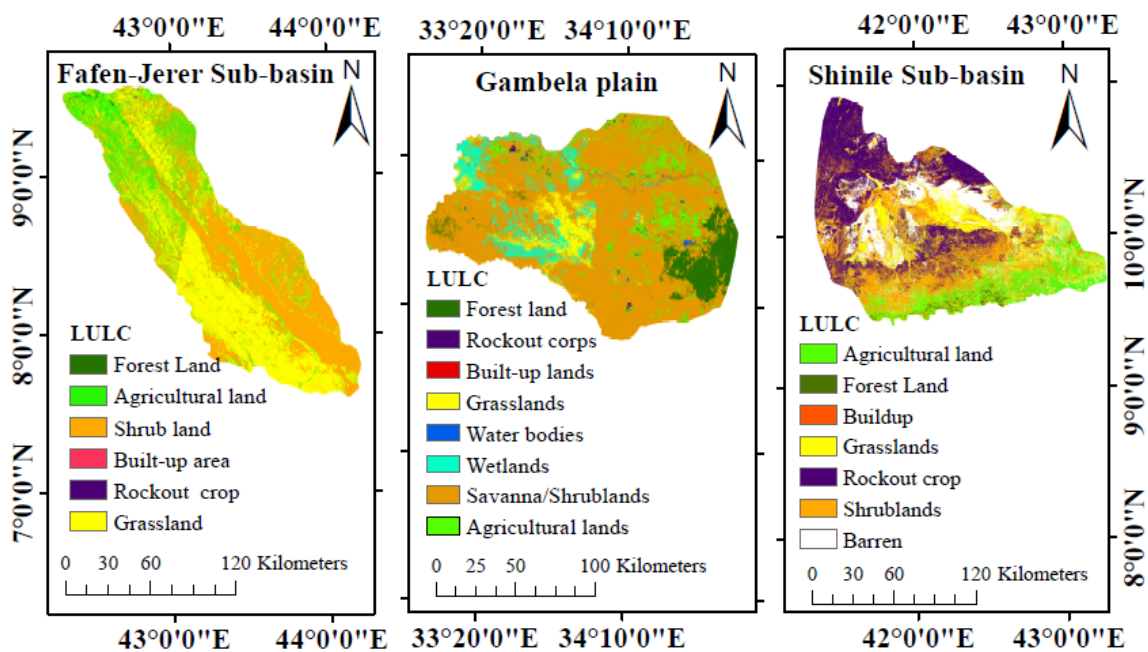 43°0'0"E 44°0'0"E
Fafen-Jerer Sub-basin
N
9°0'0"N
8°0'0"N
7°0'0"N
LULC
Forest Land
Agricultural land
Shrub land
Built-up area
Rockout crop
Grassland
0 30 60 120 Kilometers
43°0'0"E 44°0'0"E
33°20'0"E 34°10'0"E
Gambela plain
N
LULC
Forest land
Rockout corps
Built-up lands
Grasslands
Water bodies
Wetlands
Savanna/Shrublands
Agricultural lands
0 25 50 100 Kilometers
33°20'0"E 34°10'0"E
42°0'0"E 43°0'0"E
Shinile Sub-basin
N
LULC
Agricultural land
Forest Land
Buildup
Grasslands
Rockout crop
Shrublands
Barren
0 30 60 120 Kilometers
10°0'0"N
9°0'0"N
8°0'0"N
42°0'0"E 43°0'0"E